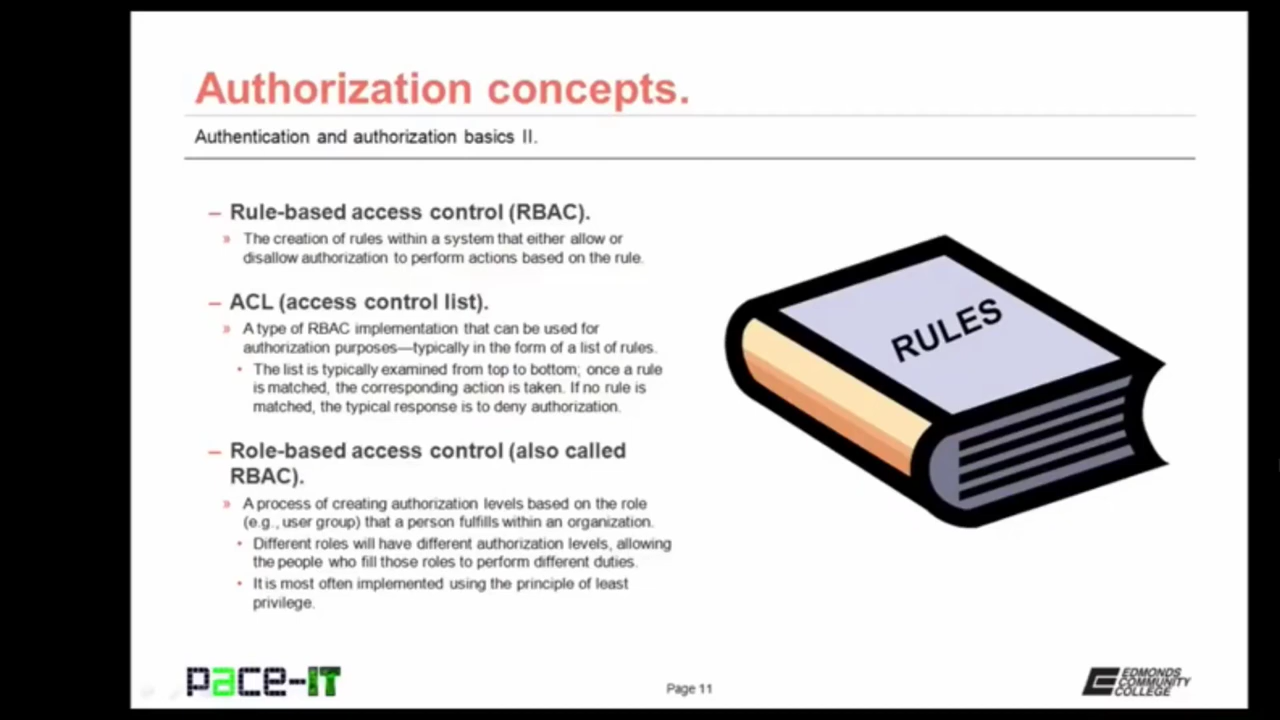 Authorization concepts.
Authentication and authorization basics II.
– Rule-based access control (RBAC).
» The creation of rules within a system that either allow or
disallow authorization to perform actions based on the rule.
– ACL (access control list).
» A type of RBAC implementation that can be used for
authorization purposes—typically in the form of a list of rules.
• The list is typically examined from top to bottom; once a rule
is matched, the corresponding action is taken. If no rule is
matched, the typical response is to deny authorization.
– Role-based access control (also called
RBAC).
» A process of creating authorization levels based on the role
(e.g., user group) that a person fulfills within an organization.
• Different roles will have different authorization levels, allowing
the people who fill those roles to perform different duties.
• It is most often implemented using the principle of least
privilege.
RULES
pace-IT
Page 11
EDMONDS
COMMUNITY
COLLEGE